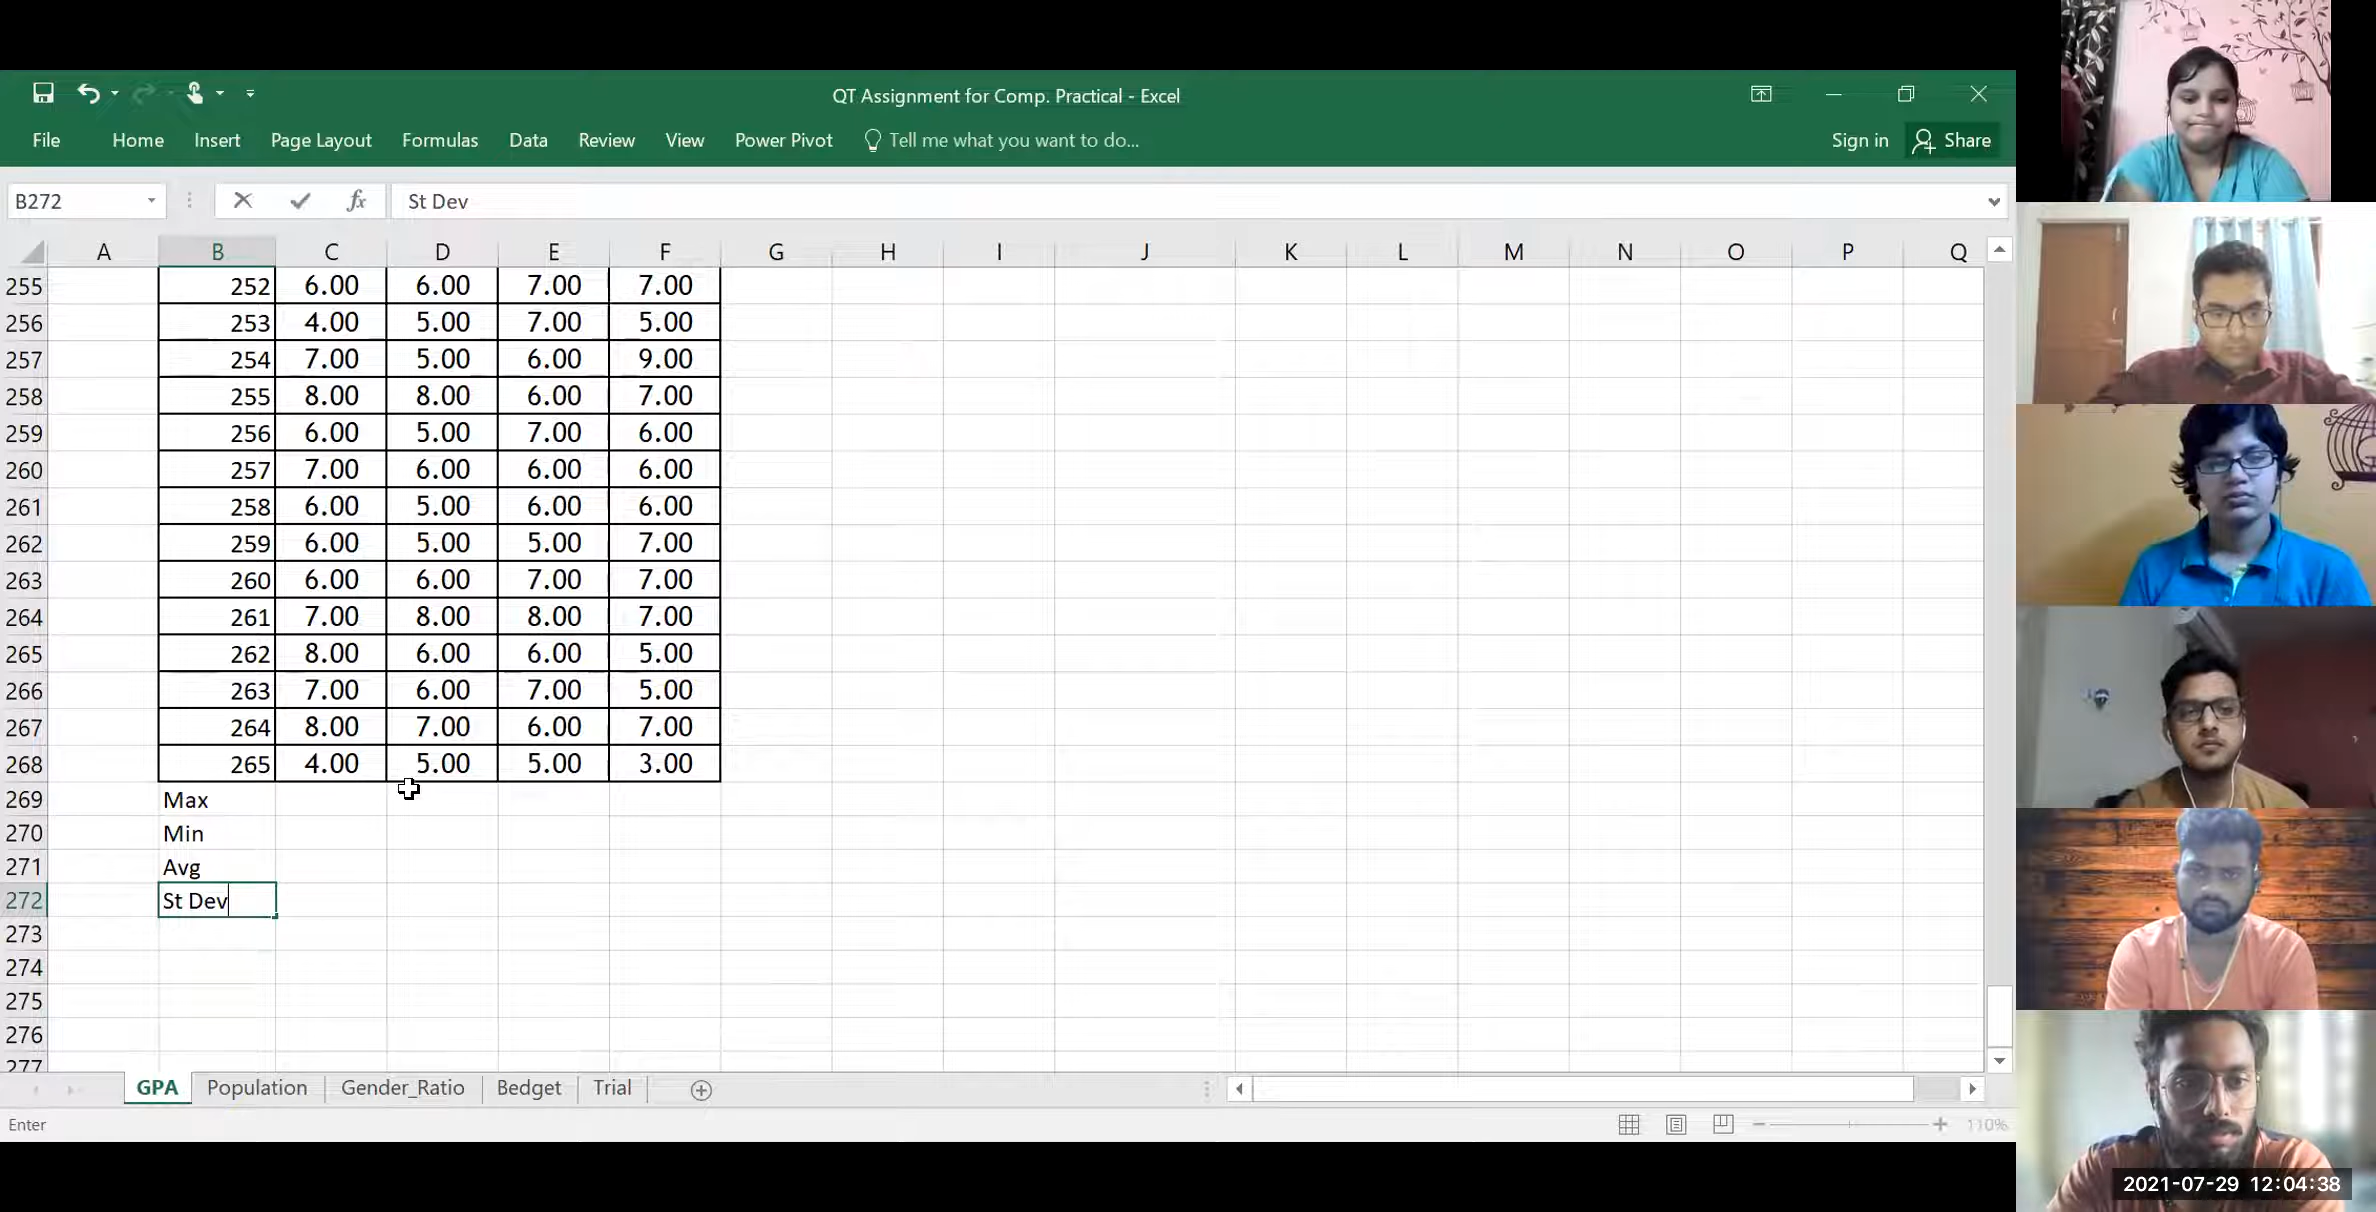 QT Assignment for Comp. Practical - Excel
File Home Insert Page Layout Formulas Data Review View Power Pivot Tell me what you want to do... Sign in Share
B272 fx St Dev
A B C D E F G H I J K L M N O P Q
255 252 6.00 6.00 7.00 7.00
256 253 4.00 5.00 7.00 5.00
257 254 7.00 5.00 6.00 9.00
258 255 8.00 8.00 6.00 7.00
259 256 6.00 5.00 7.00 6.00
260 257 7.00 6.00 6.00 6.00
261 258 6.00 5.00 6.00 6.00
262 259 6.00 5.00 5.00 7.00
263 260 6.00 6.00 7.00 7.00
264 261 7.00 8.00 8.00 7.00
265 262 8.00 6.00 6.00 5.00
266 263 7.00 6.00 7.00 5.00
267 264 8.00 7.00 6.00 7.00
268 265 4.00 5.00 5.00 3.00
269 Max
270 Min
271 Avg
272 St Dev
273
274
275
276
277
GPA Population Gender_Ratio Bedget Trial
Enter 110%
2021-07-29 12:04:38